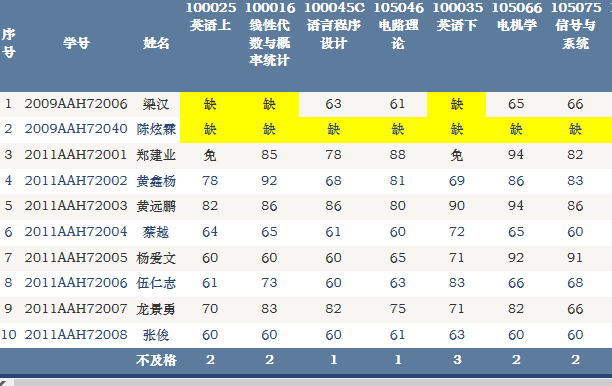 序号 学号 姓名 100025 英语上 100016 线性代数与概率统计 100045C 语言程序设计 105046 电路理论 100035 英语下 105066 电机学 105075 信号与系统
1 2009AAH72006 梁汉 缺 缺 63 61 缺 65 66
2 2009AAH72040 陈炫霖 缺 缺 缺 缺 缺 缺 缺
3 2011AAH72001 郑建业 免 85 78 88 免 94 82
4 2011AAH72002 黄鑫杨 78 92 68 81 69 86 83
5 2011AAH72003 黄远鹏 82 86 86 80 90 94 86
6 2011AAH72004 蔡越 64 65 61 60 72 65 60
7 2011AAH72005 杨爱文 60 60 60 65 71 92 91
8 2011AAH72006 伍仁志 61 73 60 63 83 66 68
9 2011AAH72007 龙景勇 70 83 82 75 71 82 66
10 2011AAH72008 张俊 60 60 60 61 63 60 60
不及格 2 2 1 1 3 2 2